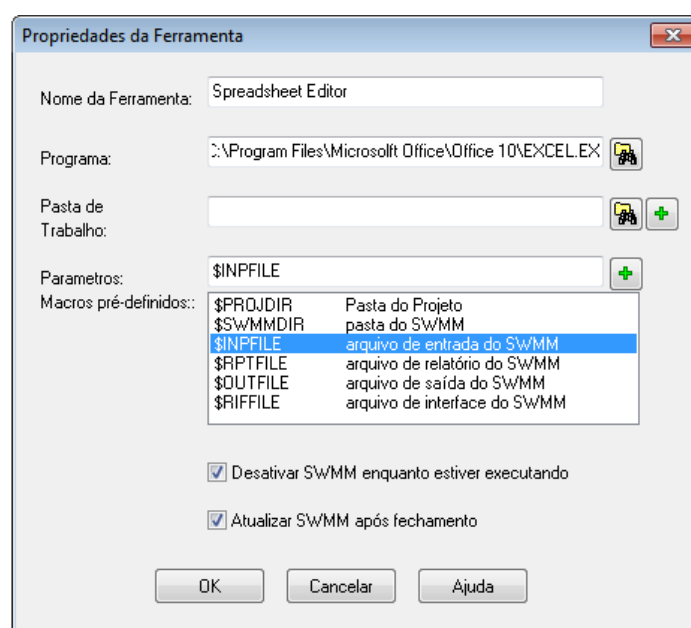 Propriedades da Ferramenta
Nome da Ferramenta: Spreadsheet Editor
Programa: :\Program Files\Microsolft Office\Office 10\EXCEL.EX
Pasta de
Trabalho:
Parametros: $INPFILE
Macros pré-definidos::
$PROJDIR Pasta do Projeto
$SWMMDIR pasta do SWMM
$INPFILE arquivo de entrada do SWMM
$RPTFILE arquivo de relatório do SWMM
$OUTFILE arquivo de saída do SWMM
$RIFFILE arquivo de interface do SWMM
Desativar SWMM enquanto estiver executando
Atualizar SWMM após fechamento
OK Cancelar Ajuda